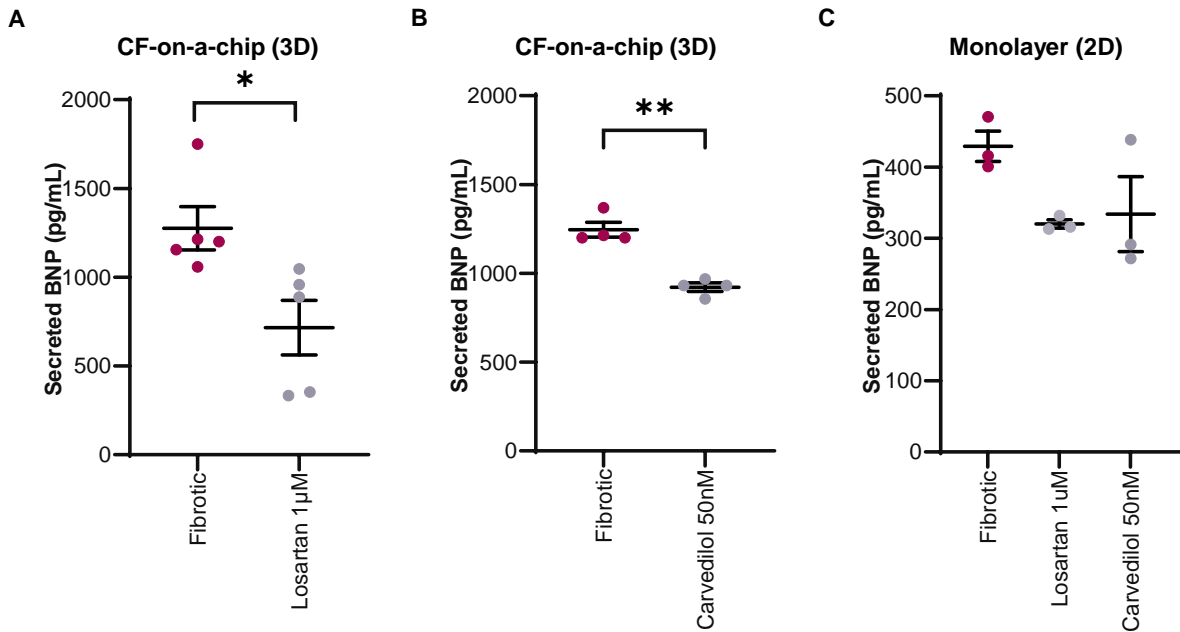 A
CF-on-a-chip (3D)
*
Secreted BNP (pg/mL)
2000
1500
1000
500
0
Fibrotic
Losartan 1µM
B
CF-on-a-chip (3D)
**
Secreted BNP (pg/mL)
2000
1500
1000
500
0
Fibrotic
Carvedilol 50nM
C
Monolayer (2D)
Secreted BNP (pg/mL)
500
400
300
200
100
0
Fibrotic
Losartan 1uM
Carvedilol 50nM